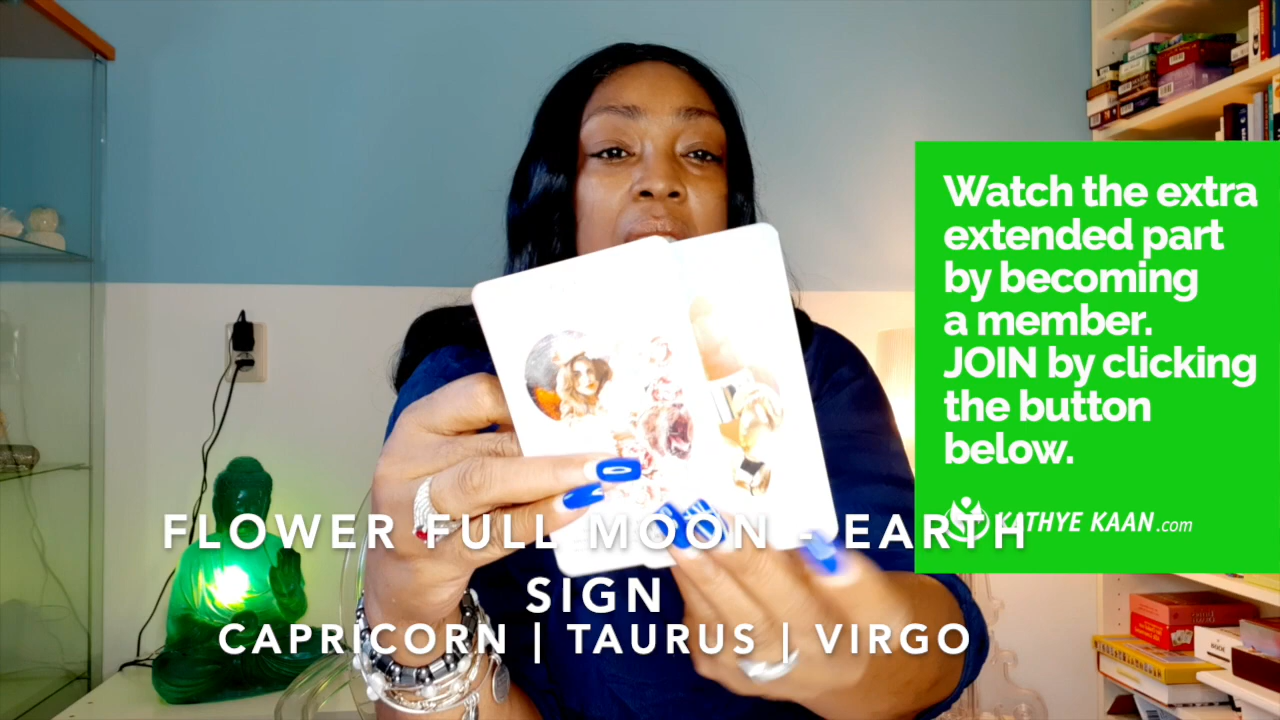 Watch the extra
extended part
by becoming
a member.
JOIN by clicking
the button
below.
KATHYE KAAN.com
FLOWER FULL MOON - EARTH
SIGN
CAPRICORN | TAURUS | VIRGO